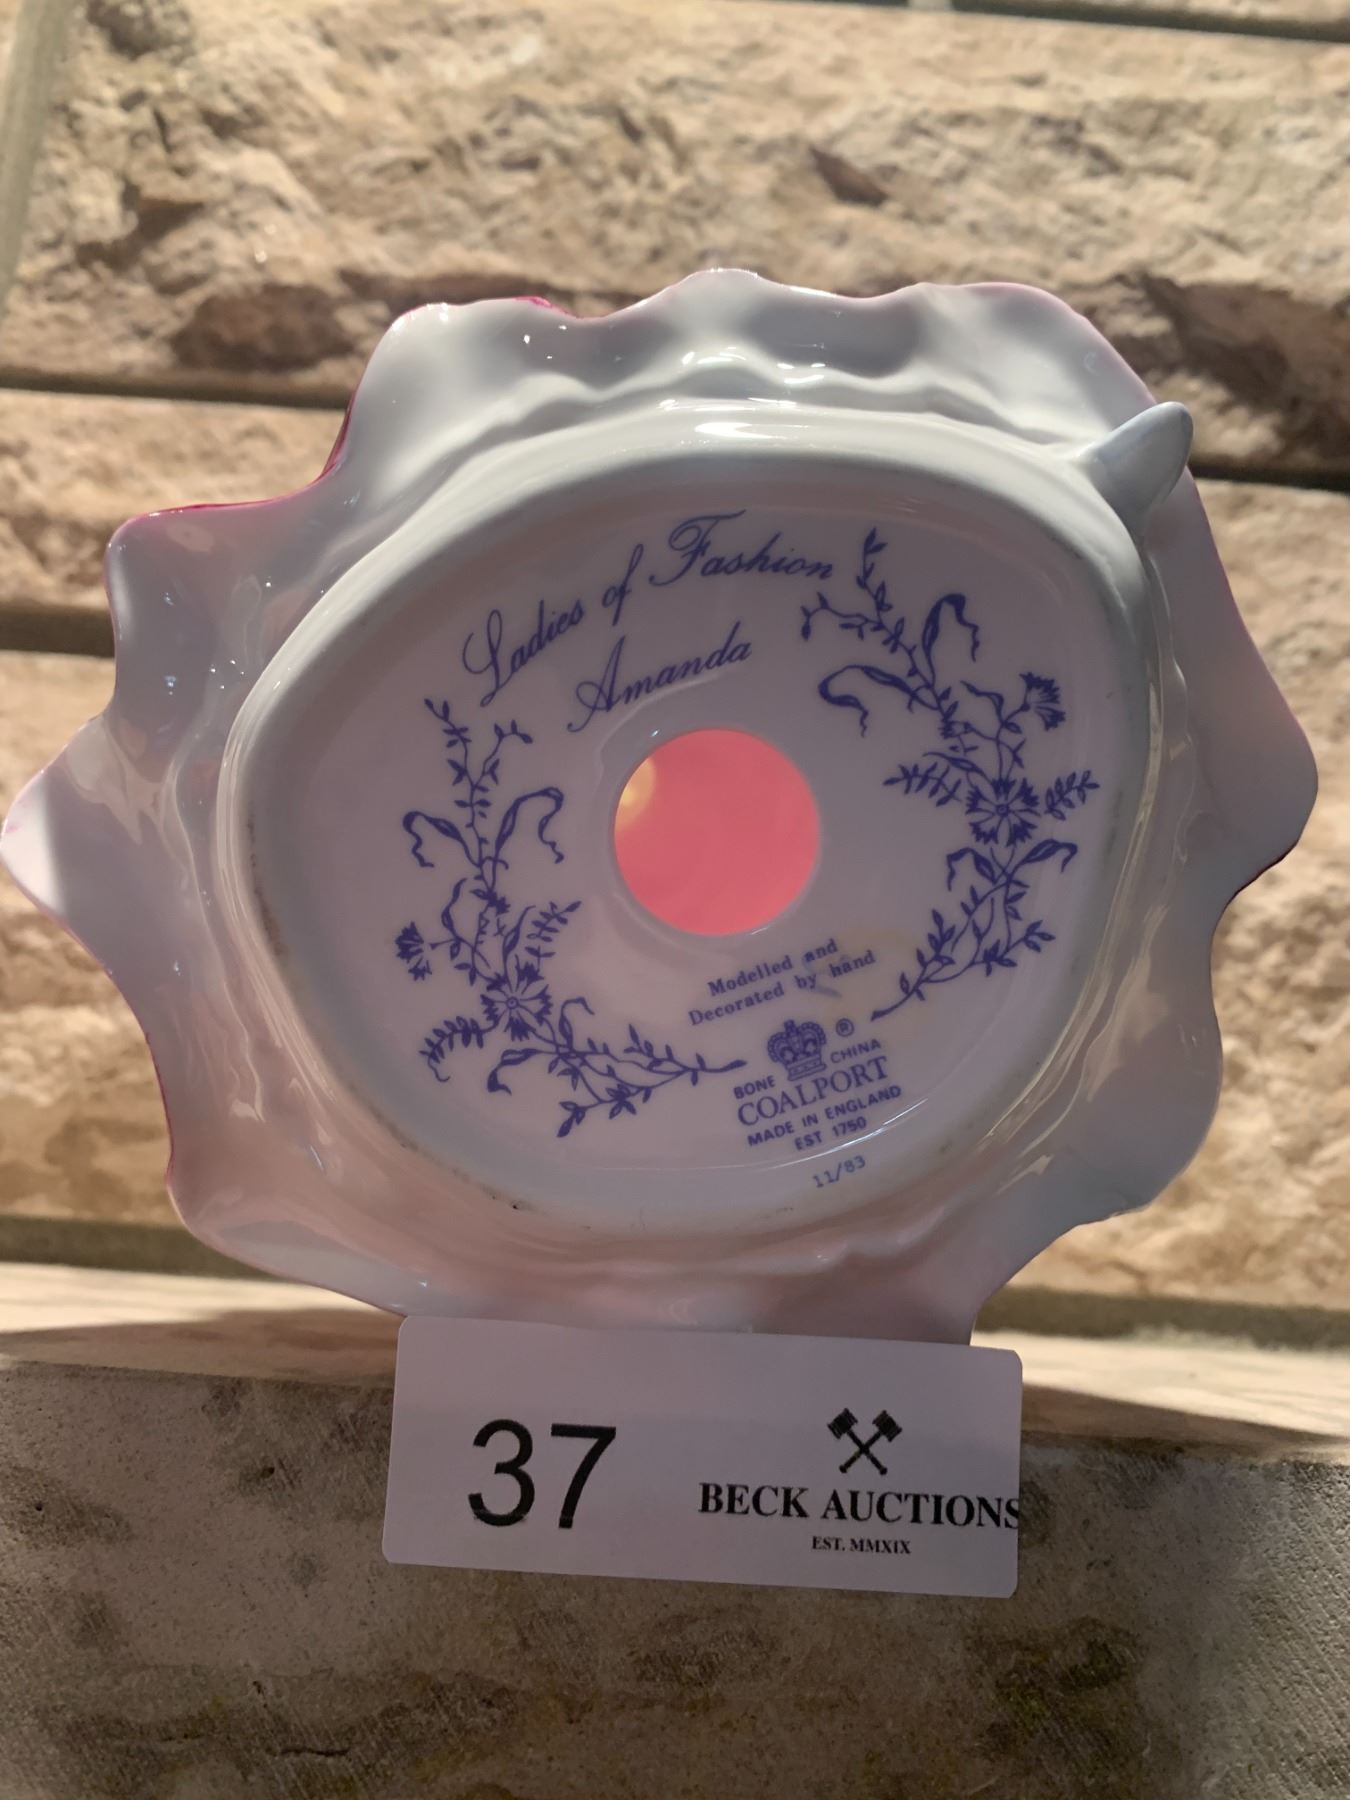 Ladies of Fashion
Amanda
Modelled and
Decorated by hand
®
BONE CHINA
COALPORT
MADE IN ENGLAND
EST 1750
11/83
37
BECK AUCTIONS
EST. MMXIX